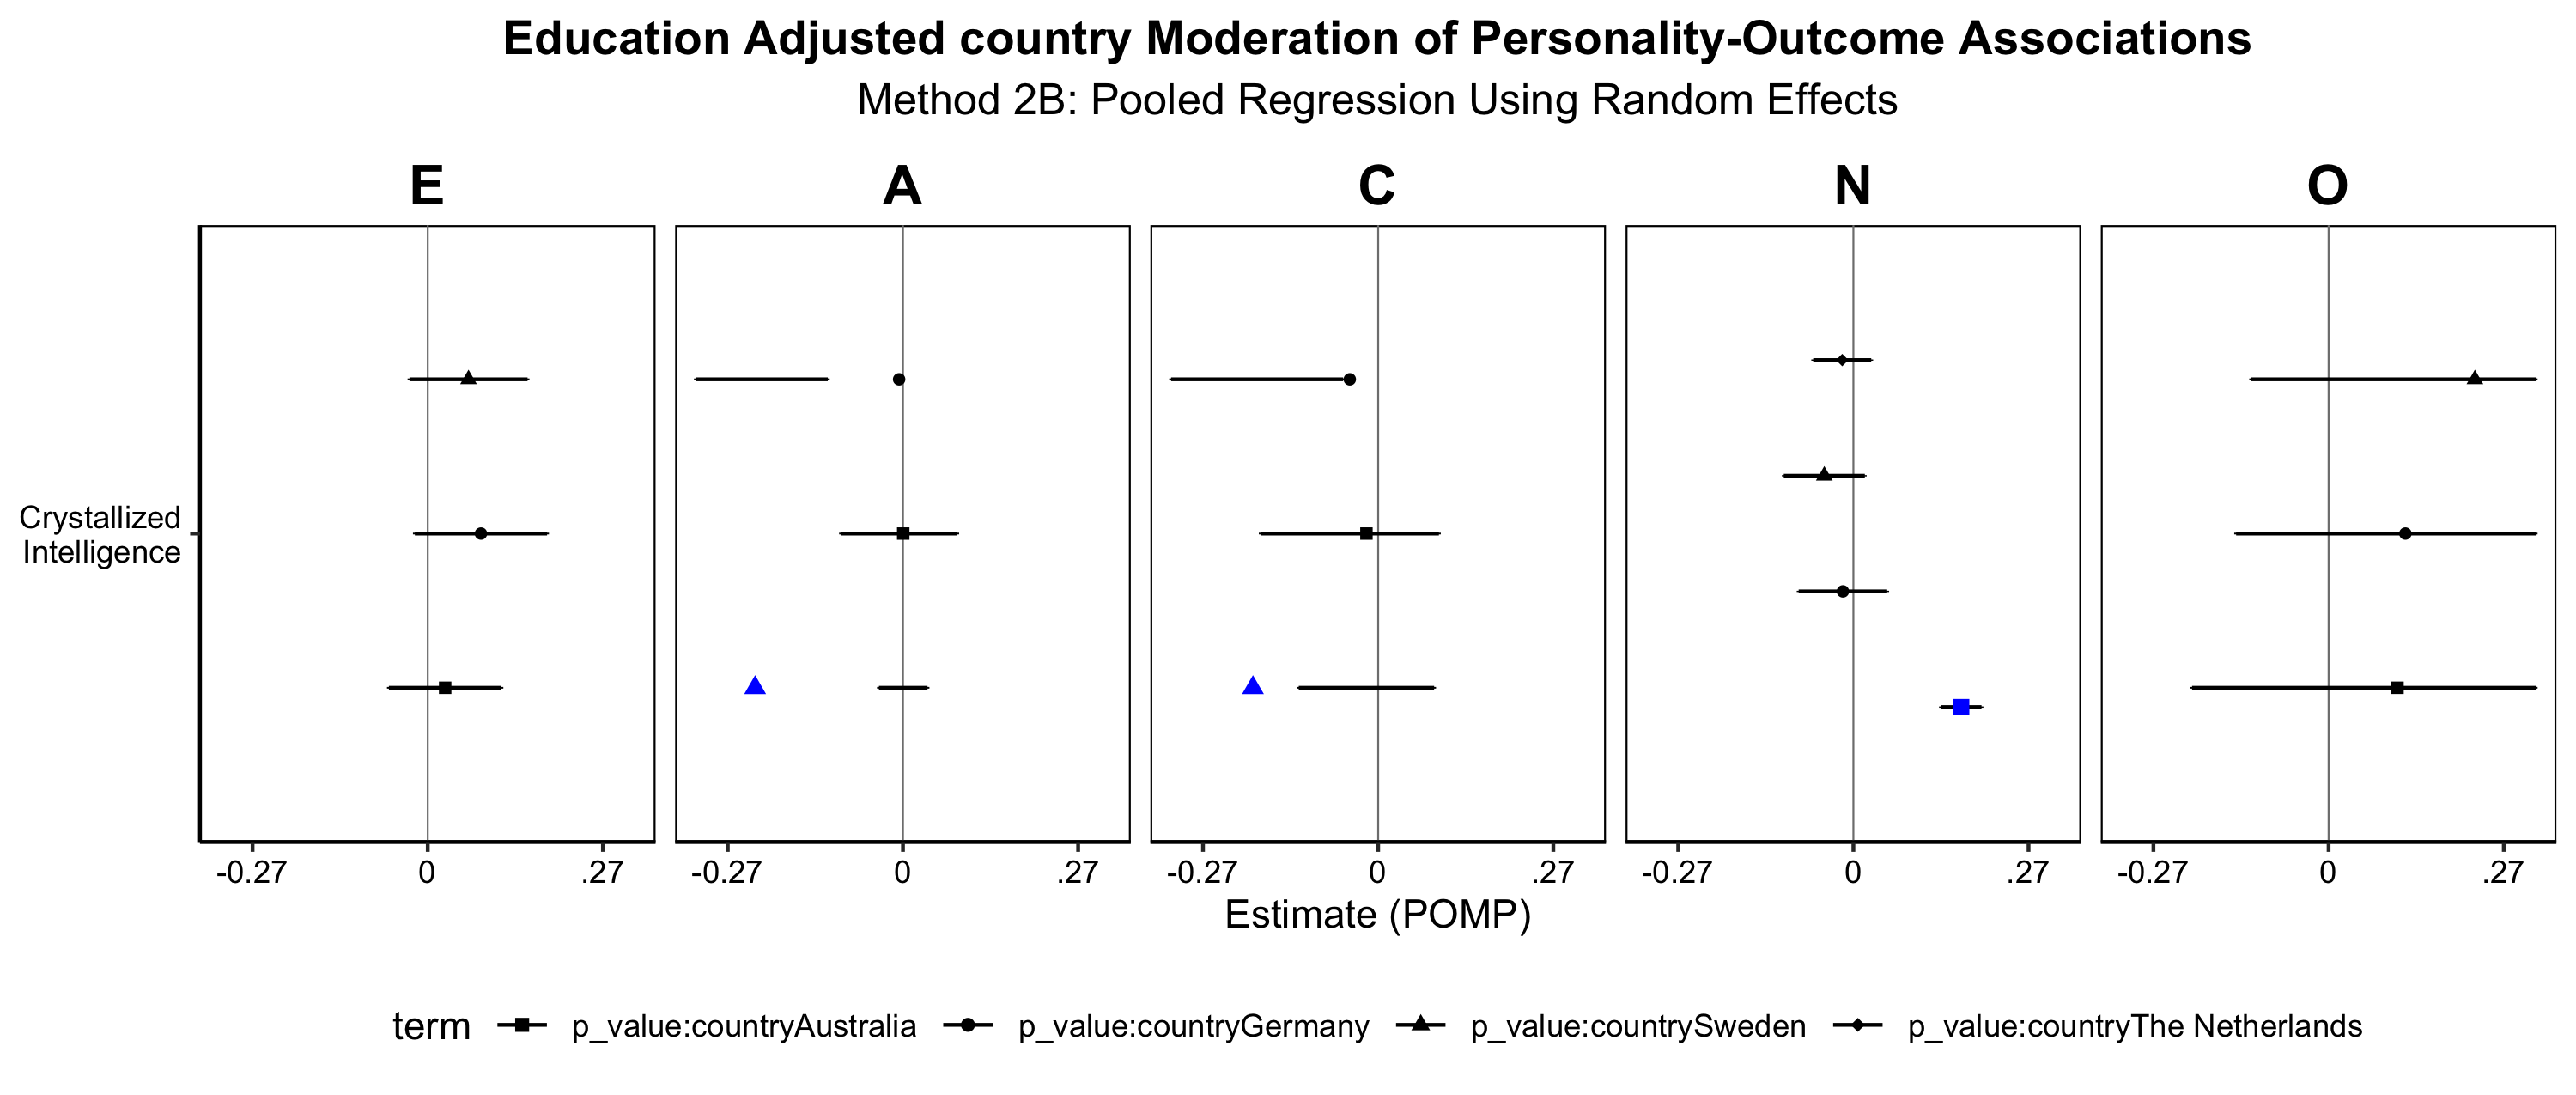 Education Adjusted country Moderation of Personality-Outcome Associations
Method 2B: Pooled Regression Using Random Effects
E A C N O
Crystallized
Intelligence
-0.27 0 .27 -0.27 0 .27 -0.27 0 .27 -0.27 0 .27 -0.27 0 .27
Estimate (POMP)
term p_value:countryAustralia p_value:countryGermany p_value:countrySweden p_value:countryThe Netherlands